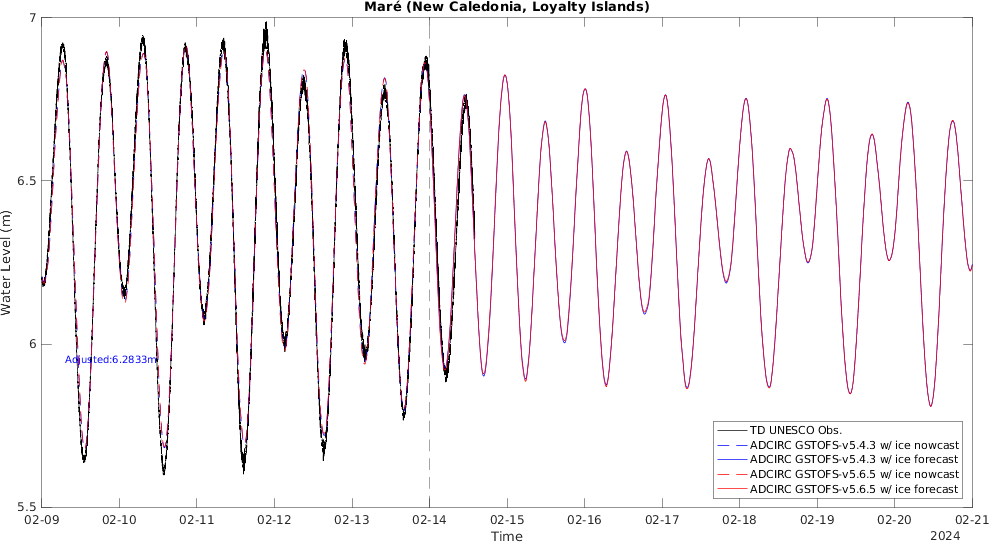 Maré (New Caledonia, Loyalty Islands)
Water Level (m)
7
6.5
6
5.5
Adjusted:6.2833m
TD UNESCO Obs.
ADCIRC GSTOFS-v5.4.3 w/ ice nowcast
ADCIRC GSTOFS-v5.4.3 w/ ice forecast
ADCIRC GSTOFS-v5.6.5 w/ ice nowcast
ADCIRC GSTOFS-v5.6.5 w/ ice forecast
02-09 02-10 02-11 02-12 02-13 02-14 02-15 02-16 02-17 02-18 02-19 02-20 02-21
Time
2024